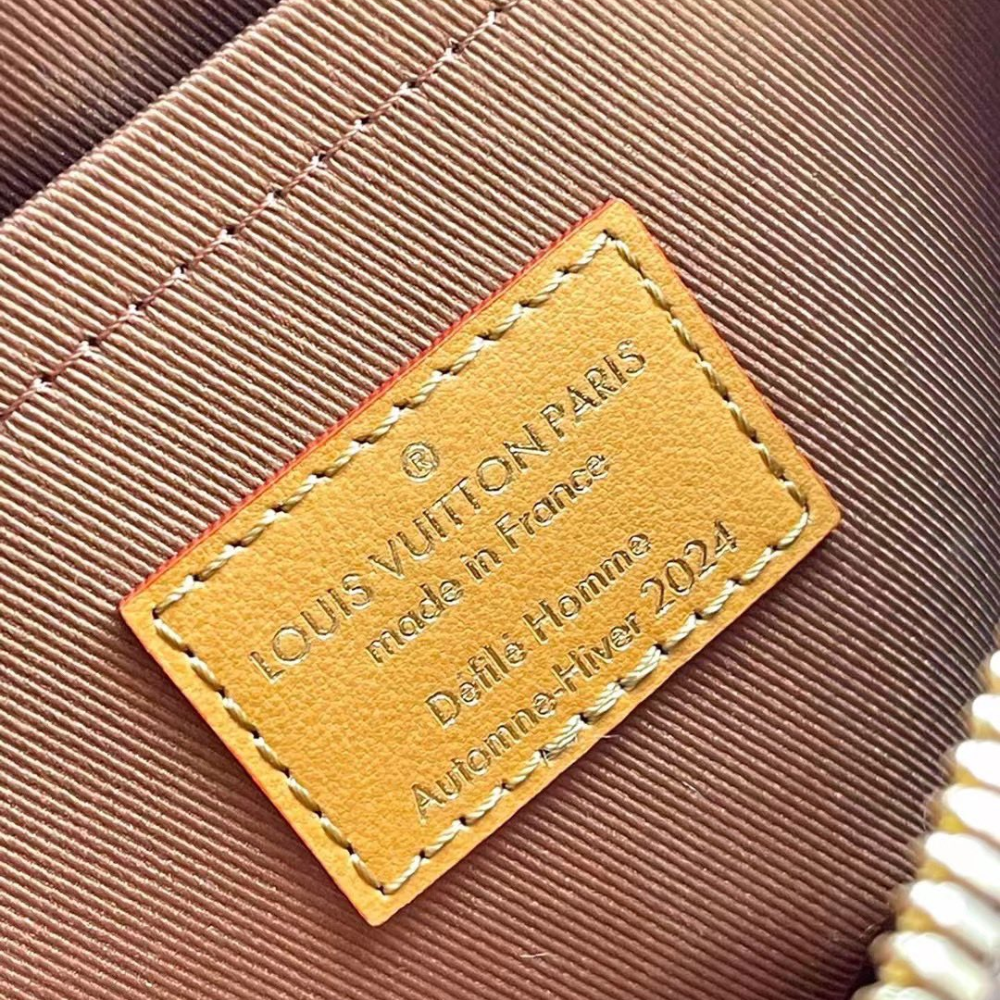 ®
LOUIS VUITTON PARIS
made in France
Défilé Homme
Automne-Hiver 2024